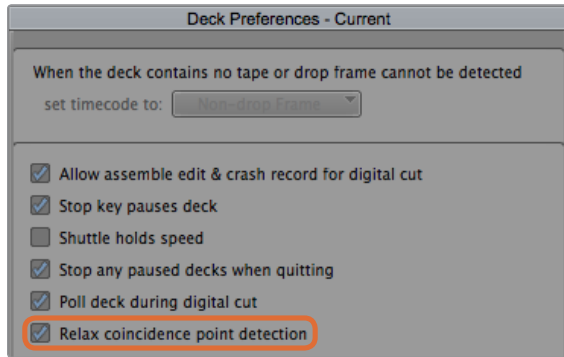 Deck Preferences - Current
When the deck contains no tape or drop frame cannot be detected
set timecode to: Non-drop Frame
Allow assemble edit & crash record for digital cut
Stop key pauses deck
Shuttle holds speed
Stop any paused decks when quitting
Poll deck during digital cut
Relax coincidence point detection